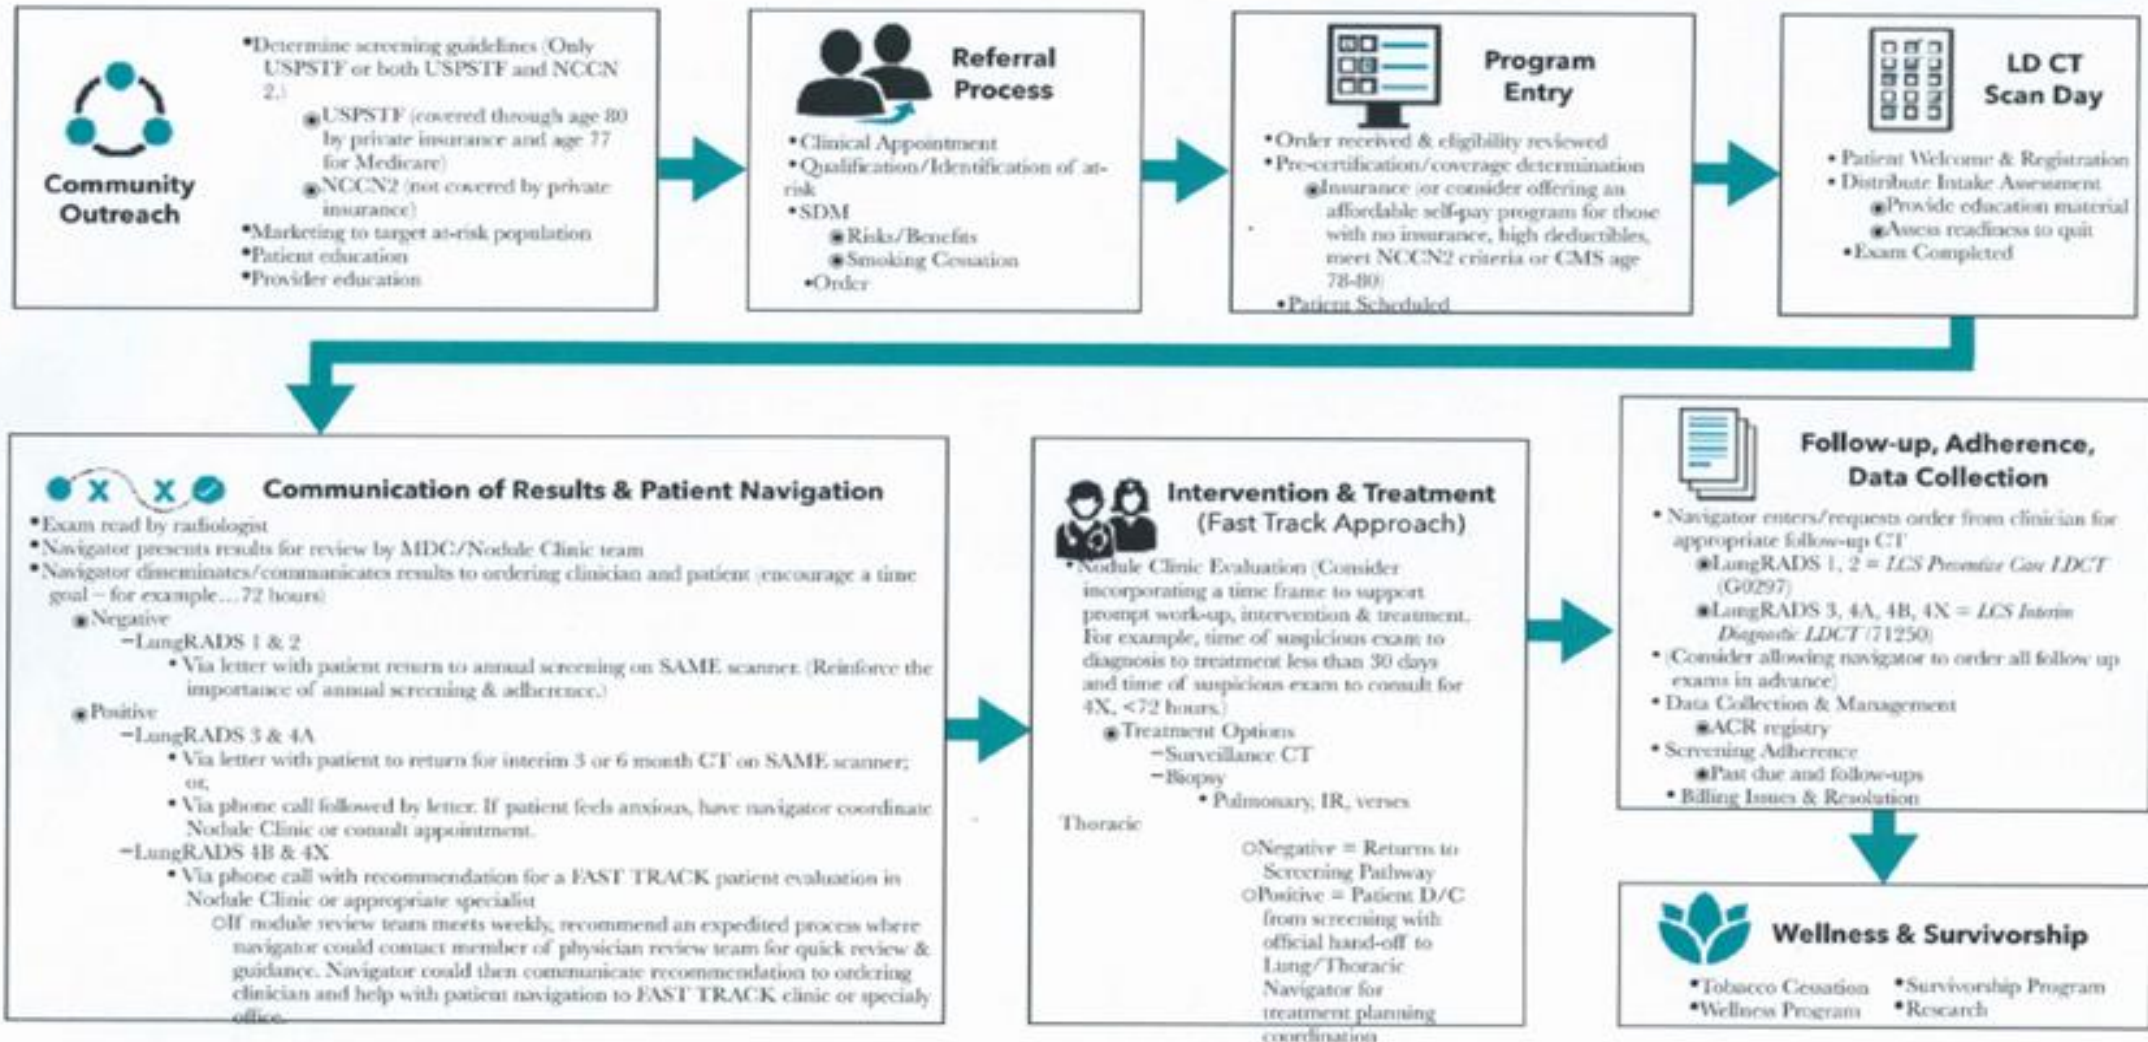 Community
Outreach
•Determine screening guidelines (Only
USPSTF or both USPSTF and NCCN
2.)
◉USPSTF (covered through age 80
by private insurance and age 77
for Medicare)
◉NCCN2 (not covered by private
insurance)
•Marketing to target at-risk population
•Patient education
•Provider education
Referral
Process
•Clinical Appointment
•Qualification/Identification of at-
risk
•SDM
◉Risks/Benefits
◉Smoking Cessation
•Order
Program
Entry
•Order received & eligibility reviewed
•Pre-certification/coverage determination
◉Insurance (or consider offering an
affordable self-pay program for those
with no insurance, high deductibles,
meet NCCN2 criteria or CMS age
78-80)
•Patient Scheduled
LD CT
Scan Day
• Patient Welcome & Registration
• Distribute Intake Assessment
◉Provide education material
◉Assess readiness to quit
•Exam Completed
Communication of Results & Patient Navigation
•Exam read by radiologist
•Navigator presents results for review by MDC/Nodule Clinic team
•Navigator disseminates/communicates results to ordering clinician and patient (encourage a time
goal – for example…72 hours)
◉Negative
–LungRADS 1 & 2
• Via letter with patient return to annual screening on SAME scanner. (Reinforce the
importance of annual screening & adherence.)
◉Positive
–LungRADS 3 & 4A
• Via letter with patient to return for interim 3 or 6 month CT on SAME scanner;
or,
• Via phone call followed by letter. If patient feels anxious, have navigator coordinate
Nodule Clinic or consult appointment.
–LungRADS 4B & 4X
• Via phone call with recommendation for a FAST TRACK patient evaluation in
Nodule Clinic or appropriate specialist
○If nodule review team meets weekly, recommend an expedited process where
navigator could contact member of physician review team for quick review &
guidance. Navigator could then communicate recommendation to ordering
clinician and help with patient navigation to FAST TRACK clinic or specialy
office.
Intervention & Treatment
(Fast Track Approach)
•Nodule Clinic Evaluation (Consider
incorporating a time frame to support
prompt work-up, intervention & treatment.
For example, time of suspicious exam to
diagnosis to treatment less than 30 days
and time of suspicious exam to consult for
4X, <72 hours.)
◉Treatment Options
–Surveillance CT
–Biopsy
• Pulmonary, IR, verses
Thoracic
○Negative = Returns to
Screening Pathway
○Positive = Patient D/C
from screening with
official hand-off to
Lung/Thoracic
Navigator for
treatment planning
coordination
Follow-up, Adherence,
Data Collection
• Navigator enters/requests order from clinician for
appropriate follow-up CT
◉LungRADS 1, 2 = LCS Preventive Care LDCT
(G0297)
◉LungRADS 3, 4A, 4B, 4X = LCS Interim
Diagnostic LDCT (71250)
• (Consider allowing navigator to order all follow up
exams in advance)
• Data Collection & Management
◉ACR registry
• Screening Adherence
◉Past due and follow-ups
• Billing Issues & Resolution
Wellness & Survivorship
•Tobacco Cessation •Survivorship Program
•Wellness Program •Research